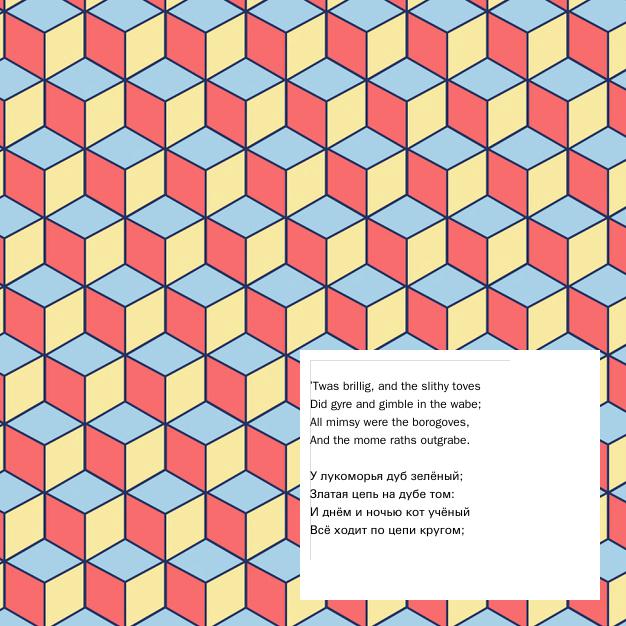 'Twas brillig, and the slithy toves
Did gyre and gimble in the wabe;
All mimsy were the borogoves,
And the mome raths outgrabe.
У лукоморья дуб зелёный;
Златая цепь на дубе том:
И днём и ночью кот учёный
Всё ходит по цепи кругом;